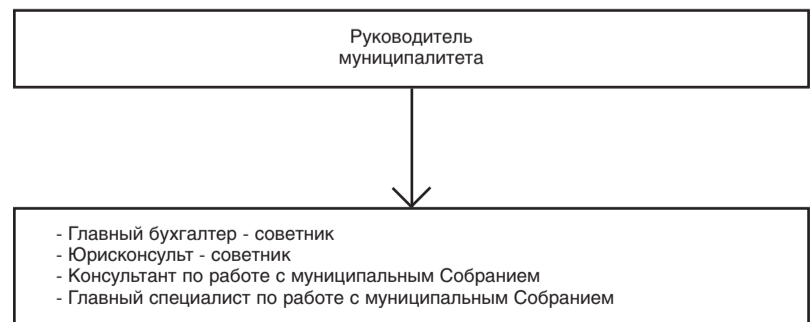 Руководитель
муниципалитета
- Главный бухгалтер - советник
- Юрисконсульт - советник
- Консультант по работе с муниципальным Собранием
- Главный специалист по работе с муниципальным Собранием